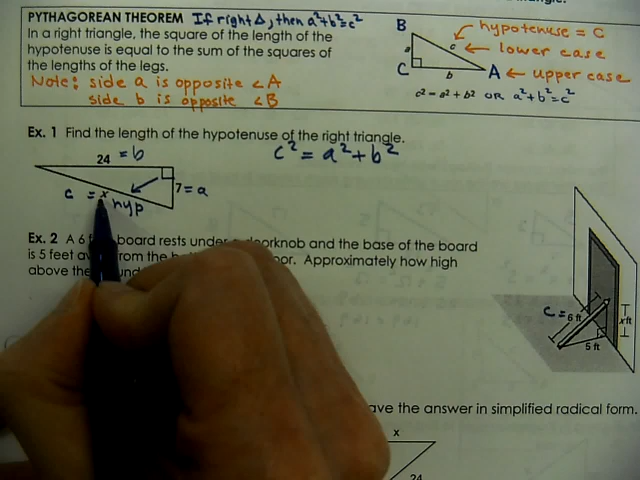 PYTHAGOREAN THEOREM If right Δ, then a²+b²=c²
In a right triangle, the square of the length of the
hypotenuse is equal to the sum of the squares of
the lengths of the legs.
Note: side a is opposite ∠A
side b is opposite ∠B
B
hypotenuse = c
a
c
lower case
C
b
A
upper case
c² = a² + b² OR a²+b²=c²
Ex. 1 Find the length of the hypotenuse of the right triangle.
c² = a² + b²
24 = b
7 = a
c = x
hyp
Ex. 2 A 6 board rests under a doorknob and the base of the board
is 5 feet from the Approximately how high
above the
c = 6 ft
x ft
5 ft
ave the answer in simplified radical form.
x
24